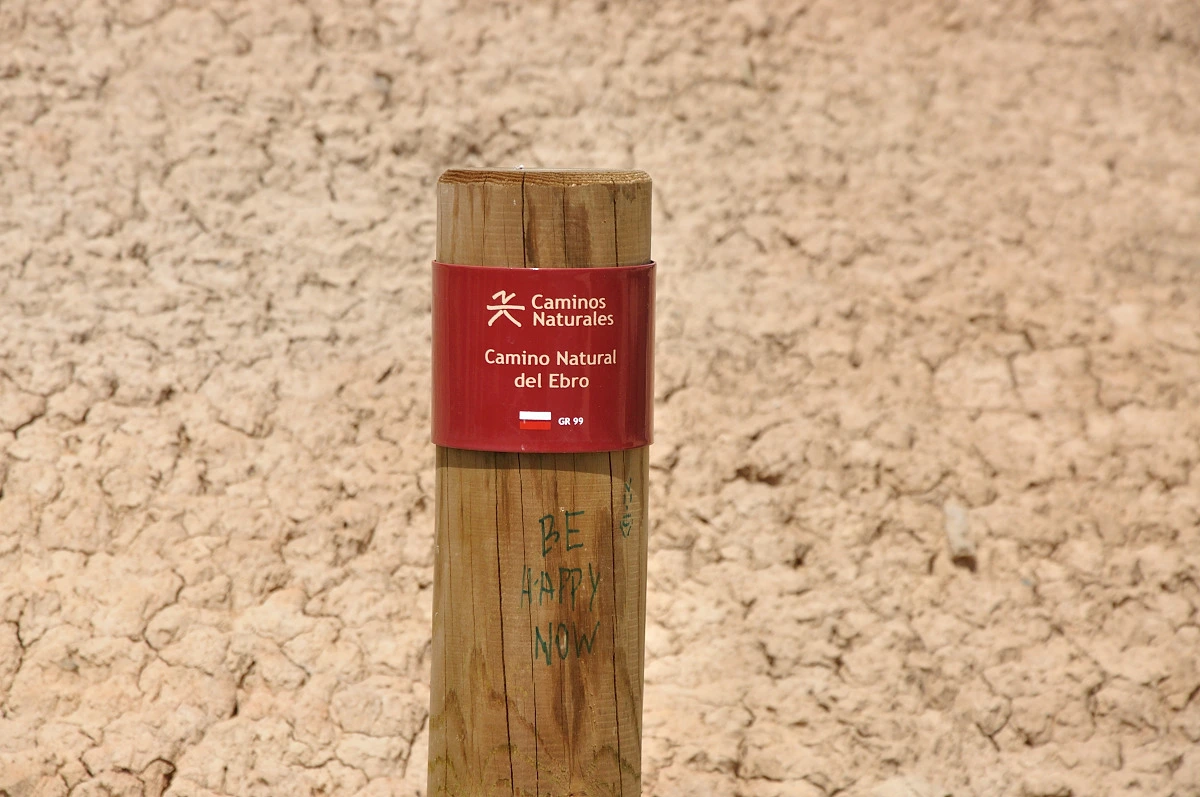 Caminos
Naturales
Camino Natural
del Ebro
GR 99
BE
HAPPY
NOW